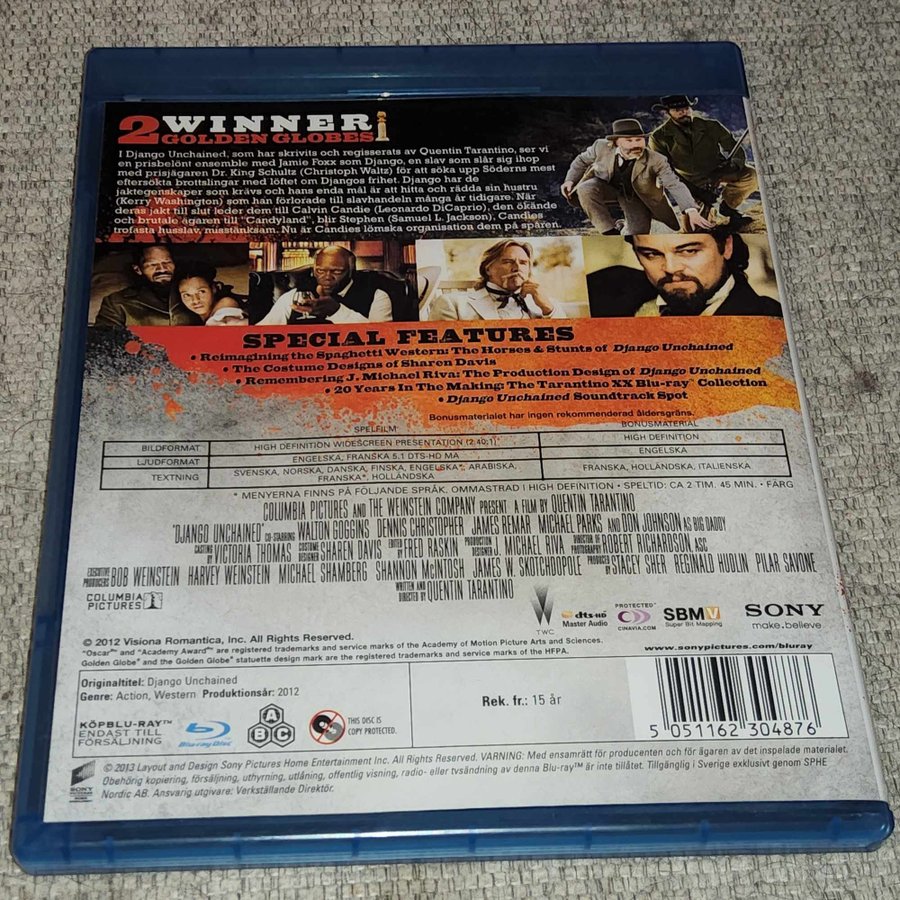 2 WINNER
GOLDEN GLOBES
I Django Unchained, som har skrivits och regisserats av Quentin Tarantino, ser vi
en prisbelönt ensemble med Jamie Foxx som Django, en slav som slår sig ihop
med prisjägaren Dr. King Schultz (Christoph Waltz) för att söka upp Söderns mest
eftersökta brottslingar med löftet om Djangos frihet. Django har de
jaktegenskaper som krävs och hans enda mål är att hitta och rädda sin hustru
(Kerry Washington) som han förlorade till slavhandeln många år tidigare. När
deras jakt till slut leder dem till Calvin Candie (Leonardo DiCaprio), den ökände
och brutale ägaren till "Candyland", blir Stephen (Samuel L. Jackson), Candies
trofasta husslav, misstänksam. Nu är Candies lömska organisation dem på spåren.
SPECIAL FEATURES
• Reimagining the Spaghetti Western: The Horses & Stunts of Django Unchained
• The Costume Designs of Sharen Davis
• Remembering J. Michael Riva: The Production Design of Django Unchained
• 20 Years In The Making: The Tarantino XX Blu-ray™ Collection
• Django Unchained Soundtrack Spot
Bonusmaterialet har ingen rekommenderad åldersgräns.
SPELFILM BONUSMATERIAL
BILDFORMAT HIGH DEFINITION WIDESCREEN PRESENTATION (2.40:1) HIGH DEFINITION
LJUDFORMAT ENGELSKA, FRANSKA 5.1 DTS-HD MA ENGELSKA
TEXTNING SVENSKA, NORSKA, DANSKA, FINSKA, ENGELSKA*, ARABISKA, FRANSKA*, HOLLÄNDSKA FRANSKA, HOLLÄNDSKA, ITALIENSKA
* MENYERNA FINNS PÅ FÖLJANDE SPRÅK. OMMASTRAD I HIGH DEFINITION • SPELTID: CA 2 TIM. 45 MIN. • FÄRG
COLUMBIA PICTURES AND THE WEINSTEIN COMPANY PRESENT A FILM BY QUENTIN TARANTINO
"DJANGO UNCHAINED" CO-STARRING WALTON GOGGINS DENNIS CHRISTOPHER JAMES REMAR MICHAEL PARKS AND DON JOHNSON AS BIG DADDY
CASTING BY VICTORIA THOMAS COSTUME DESIGNER SHAREN DAVIS EDITED BY FRED RASKIN PRODUCTION DESIGNER J. MICHAEL RIVA DIRECTOR OF PHOTOGRAPHY ROBERT RICHARDSON, ASC
EXECUTIVE PRODUCERS BOB WEINSTEIN HARVEY WEINSTEIN MICHAEL SHAMBERG SHANNON McINTOSH JAMES W. SKOTCHDOPOLE PRODUCED BY STACEY SHER REGINALD HUDLIN PILAR SAVONE
WRITTEN AND DIRECTED BY QUENTIN TARANTINO
COLUMBIA PICTURES
TWC
dts-HD Master Audio
PROTECTED™ CINAVIA.COM
SBMV Super Bit Mapping
SONY make.believe
© 2012 Visiona Romantica, Inc. All Rights Reserved.
"Oscar®" and "Academy Award®" are registered trademarks and service marks of the Academy of Motion Picture Arts and Sciences.
Golden Globe® and the Golden Globe® statuette design mark are the registered trademarks and service marks of the HFPA.
www.sonypictures.com/bluray
Originaltitel: Django Unchained
Genre: Action, Western Produktionsår: 2012
Rek. fr.: 15 år
KÖPBLU-RAY™
ENDAST TILL
FÖRSÄLJNING
Blu-ray Disc
A B C
THIS DISC IS
COPY PROTECTED.
5 051162 304876
SONY PICTURES
© 2013 Layout and Design Sony Pictures Home Entertainment Inc. All Rights Reserved. VARNING: Med ensamrätt för producenten och för ägaren av det inspelade materialet.
Obehörig kopiering, försäljning, uthyrning, utlåning, offentlig visning, radio- eller tvsändning av denna Blu-ray™ är inte tillåtet. Tillgänglig i Sverige exklusivt genom SPHE
Nordic AB. Ansvarig utgivare: Verkställande Direktör.